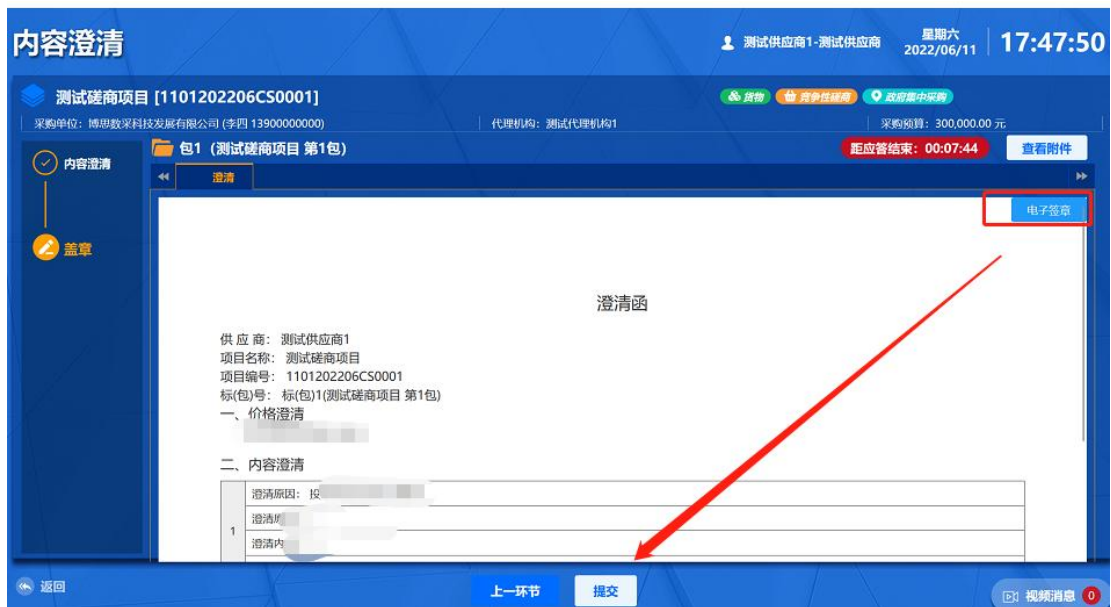 内容澄清
测试供应商1-测试供应商
星期六
2022/06/11
17:47:50
测试磋商项目 [1101202206CS0001]
货物
竞争性磋商
政府集中采购
采购单位：博思数采科技发展有限公司 (李四 13900000000)
代理机构：测试代理机构1
采购预算：300,000.00 元
内容澄清
盖章
包1（测试磋商项目 第1包)
距应答结束：00:07:44
查看附件
澄清
电子签章
澄清函
供 应 商： 测试供应商1
项目名称： 测试磋商项目
项目编号： 1101202206CS0001
标(包)号： 标(包)1(测试磋商项目 第1包)
一、价格澄清
二、内容澄清
1
澄清原因： 投
澄清
澄清内
返回
上一环节
提交
视频消息 0